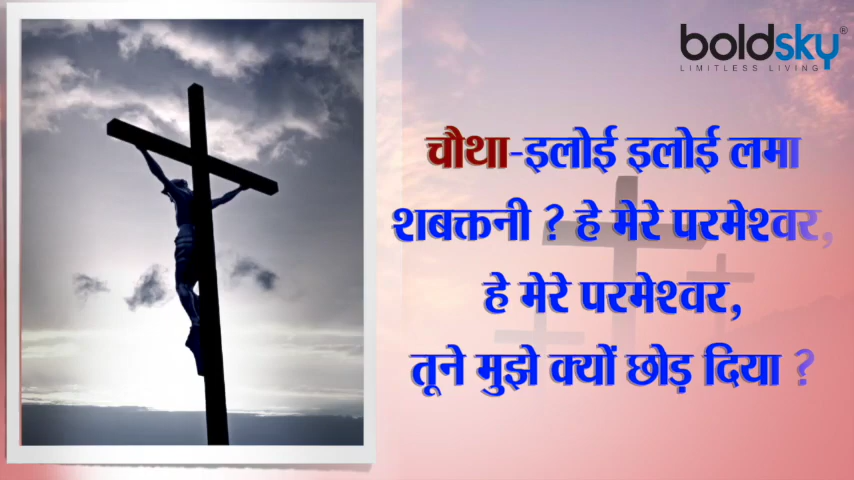 boldsky®
LIMITLESS LIVING
चौथा-इलोई इलोई लमा
शबक्तनी ? हे मेरे परमेश्वर,
हे मेरे परमेश्वर,
तूने मुझे क्यों छोड़ दिया ?